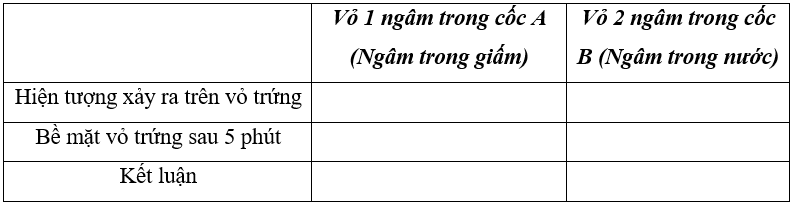 Vỏ 1 ngâm trong cốc A
(Ngâm trong giấm)
Vỏ 2 ngâm trong cốc
B (Ngâm trong nước)
Hiện tượng xảy ra trên vỏ trứng
Bề mặt vỏ trứng sau 5 phút
Kết luận